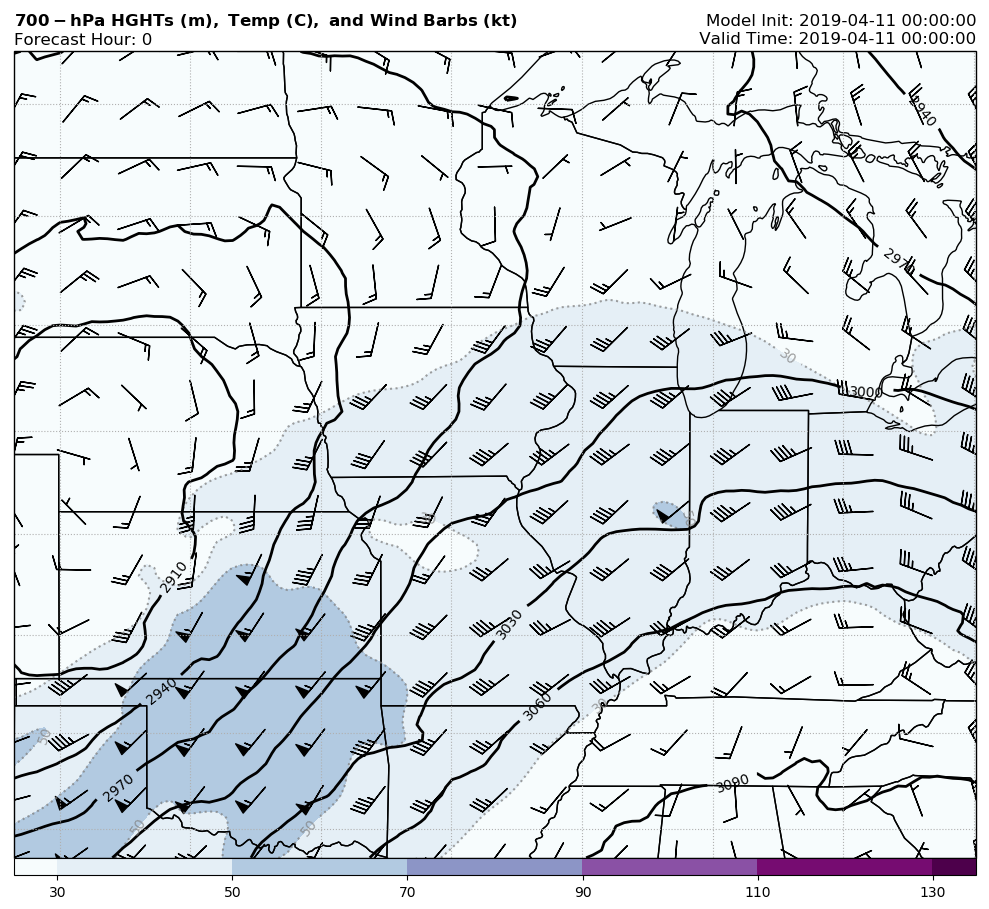 700-hPa HGHTs (m), Temp (C), and Wind Barbs (kt)
Model Init: 2019-04-11 00:00:00
Forecast Hour: 0
Valid Time: 2019-04-11 00:00:00
2940
30
3000
2910
3030
2940
3060
30
50
2970
3090
50
50
30 50 70 90 110 130